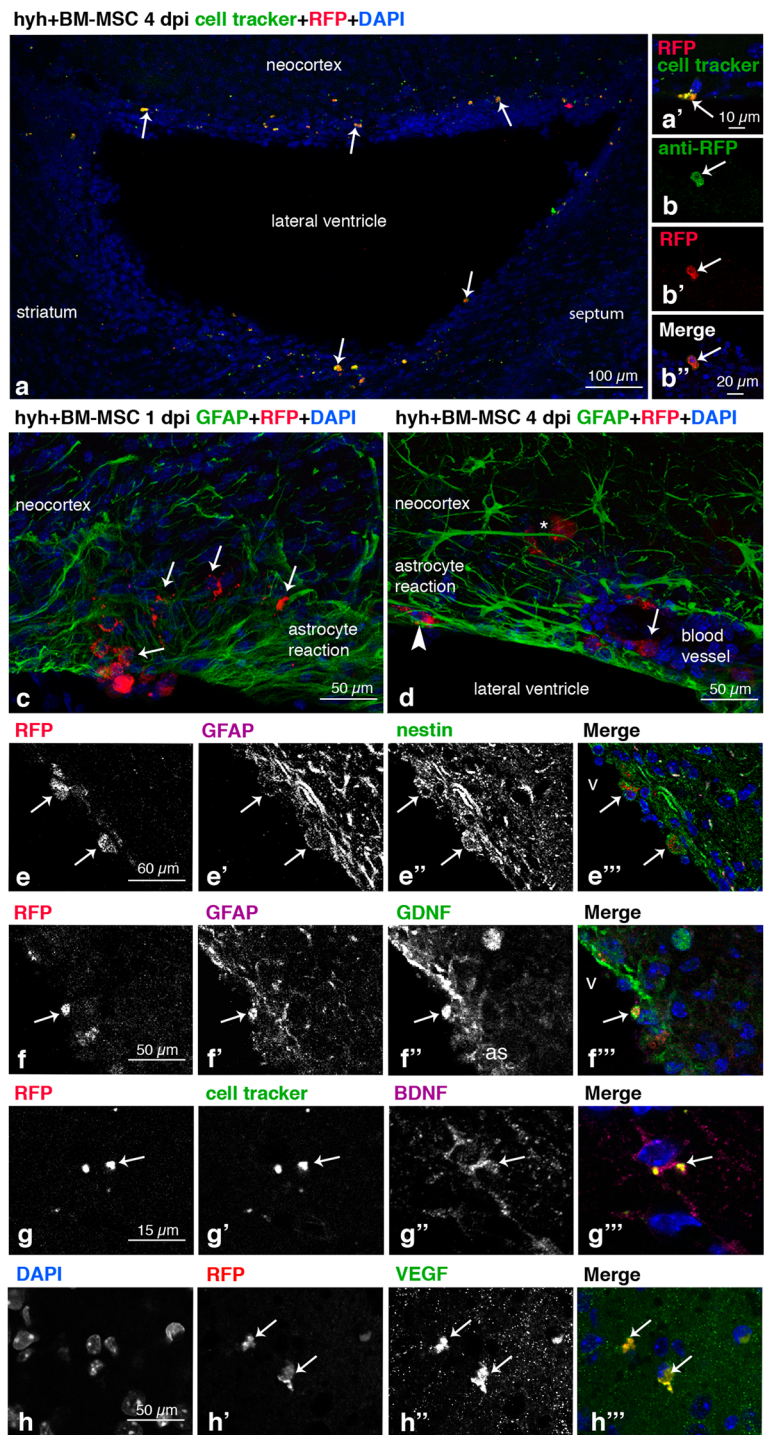 hyh+BM-MSC 4 dpi cell tracker+RFP+DAPI
neocortex
lateral ventricle
striatum
septum
a
100 µm
RFP
cell tracker
a'
10 µm
anti-RFP
b
RFP
b'
Merge
b''
20 µm
hyh+BM-MSC 1 dpi GFAP+RFP+DAPI
neocortex
astrocyte
reaction
c
50 µm
hyh+BM-MSC 4 dpi GFAP+RFP+DAPI
neocortex
*
astrocyte
reaction
blood
vessel
lateral ventricle
d
50 µm
RFP GFAP nestin Merge
v
e 60 µm e' e'' e'''
RFP GFAP GDNF Merge
v
as
f 50 µm f' f'' f'''
RFP cell tracker BDNF Merge
g 15 µm g' g'' g'''
DAPI RFP VEGF Merge
h 50 µm h' h'' h'''